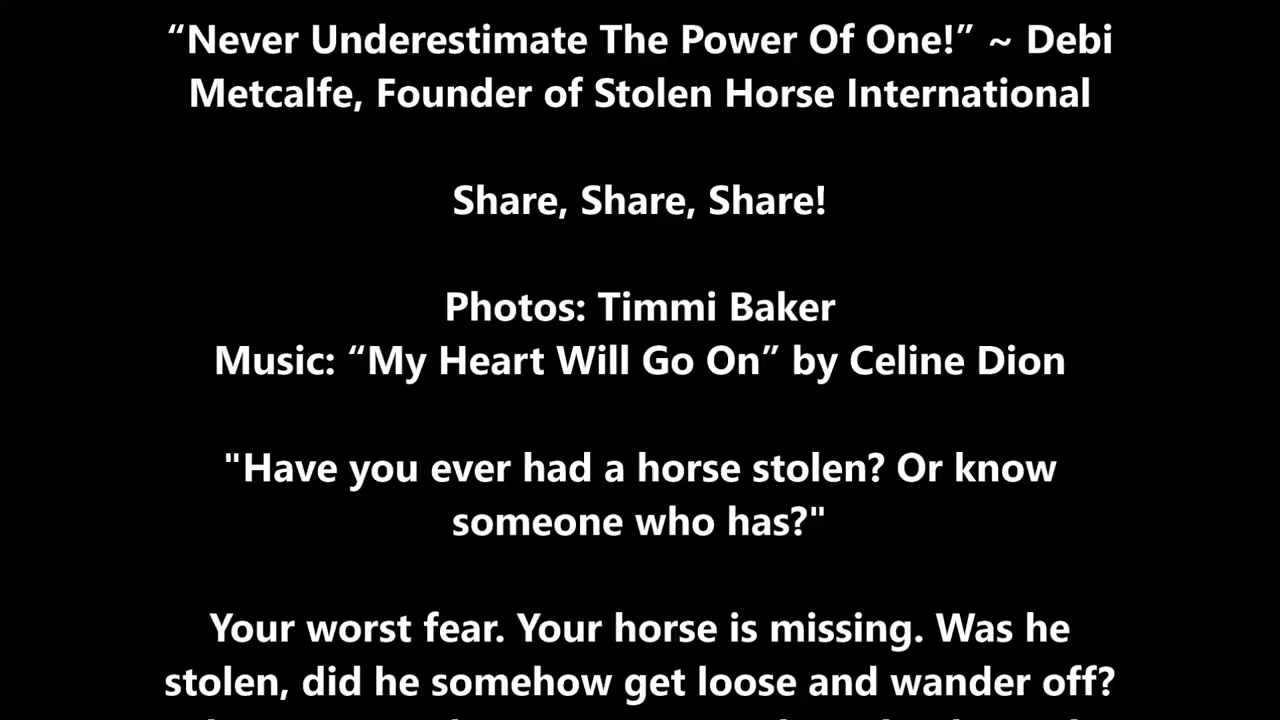 “Never Underestimate The Power Of One!” ~ Debi
Metcalfe, Founder of Stolen Horse International
Share, Share, Share!
Photos: Timmi Baker
Music: “My Heart Will Go On” by Celine Dion
"Have you ever had a horse stolen? Or know
someone who has?"
Your worst fear. Your horse is missing. Was he
stolen, did he somehow get loose and wander off?